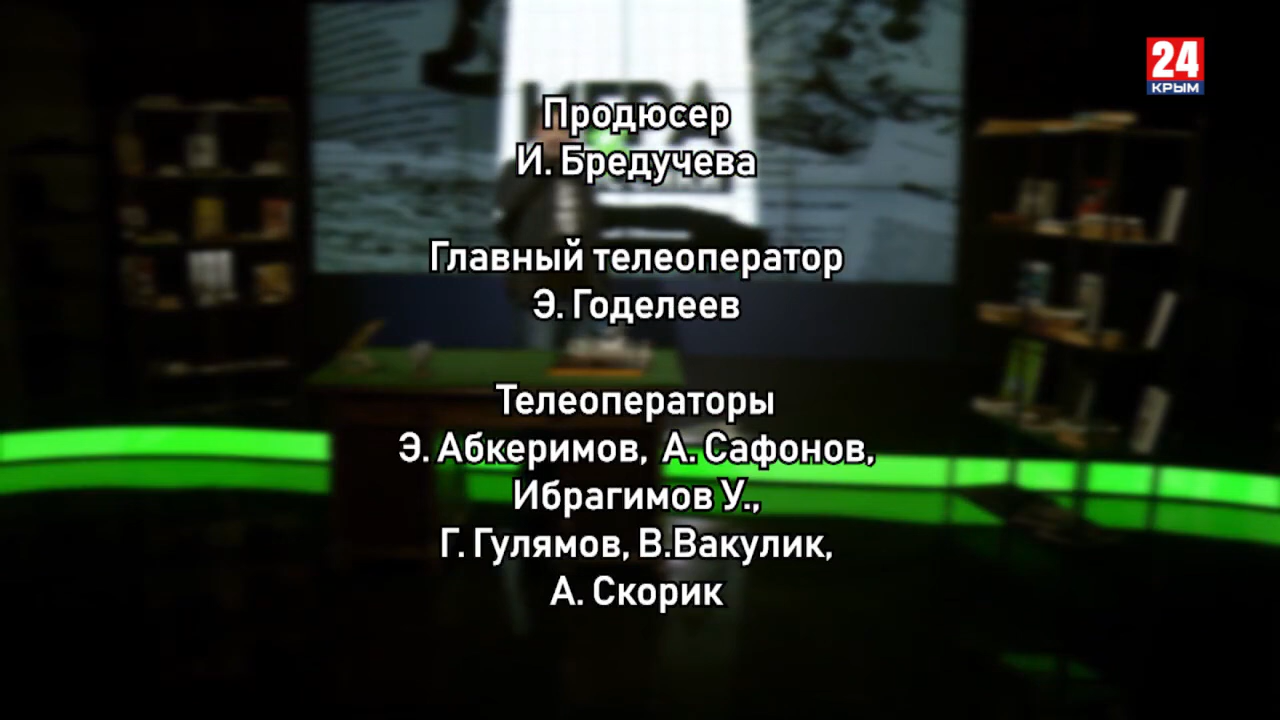 24
КРЫМ
Продюсер
И. Бредучева
Главный телеоператор
Э. Годелеев
Телеоператоры
Э. Абкеримов, А. Сафонов,
Ибрагимов У.,
Г. Гулямов, В.Вакулик,
А. Скорик